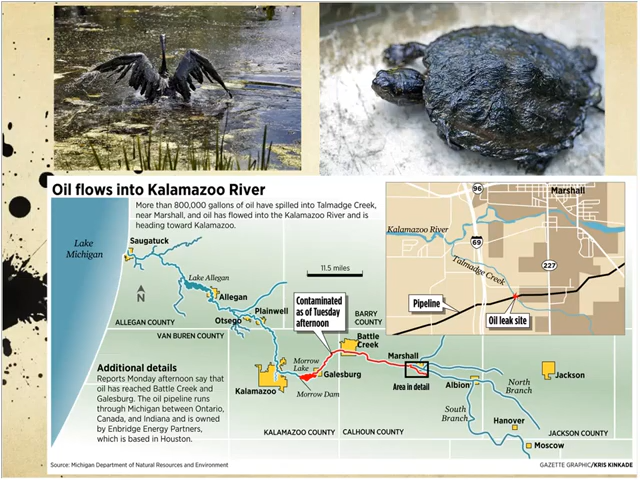 Oil flows into Kalamazoo River
More than 800,000 gallons of oil have spilled into Talmadge Creek,
near Marshall, and oil has flowed into the Kalamazoo River and is
heading toward Kalamazoo.
96
Marshall
Kalamazoo River
69
Talmadge Creek
227
Pipeline
Oil leak site
Lake
Michigan
Saugatuck
11.5 miles
N
Lake Allegan
Allegan
Otsego
Plainwell
Contaminated
as of Tuesday
afternoon
BARRY
COUNTY
ALLEGAN COUNTY
VAN BUREN COUNTY
Battle
Creek
Marshall
Area in detail
Morrow
Lake
Galesburg
Kalamazoo
Morrow Dam
Albion
North
Branch
Jackson
South
Branch
Hanover
Moscow
KALAMAZOO COUNTY
CALHOUN COUNTY
JACKSON COUNTY
Additional details
Reports Monday afternoon say that
oil has reached Battle Creek and
Galesburg. The oil pipeline runs
through Michigan between Ontario,
Canada, and Indiana and is owned
by Enbridge Energy Partners,
which is based in Houston.
Source: Michigan Department of Natural Resources and Environment
GAZETTE GRAPHIC/KRIS KINKADE